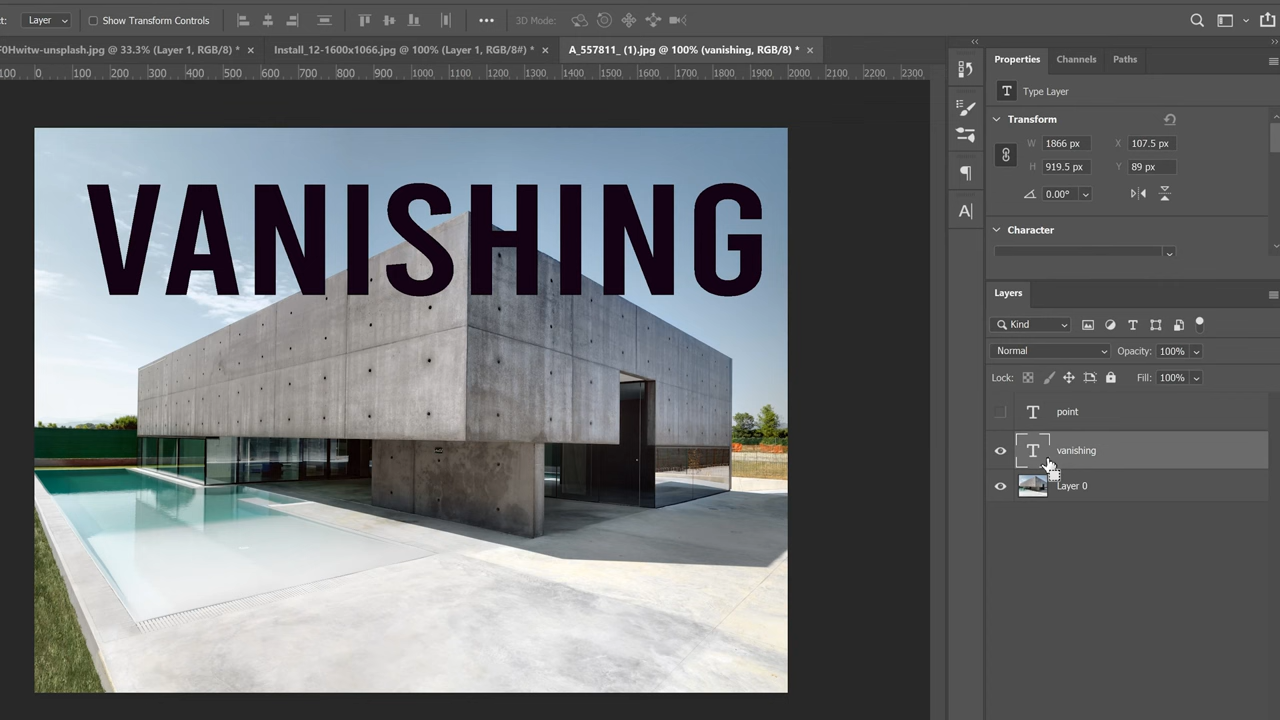 ct: Layer Show Transform Controls ••• 3D Mode:
F0Hwitw-unsplash.jpg @ 33.3% (Layer 1, RGB/8) * × Install_12-1600x1066.jpg @ 100% (Layer 1, RGB/8#) * × A_557811_ (1).jpg @ 100% (vanishing, RGB/8) * ×
100 0 100 200 300 400 500 600 700 800 900 1000 1100 1200 1300 1400 1500 1600 1700 1800 1900 2000 2100 2200 2300
VANISHING
Properties Channels Paths
T Type Layer
Transform
W 1866 px X 107.5 px
H 919.5 px Y 89 px
0.00°
Character
Layers
Kind T
Normal Opacity: 100%
Lock: Fill: 100%
T point
T vanishing
Layer 0